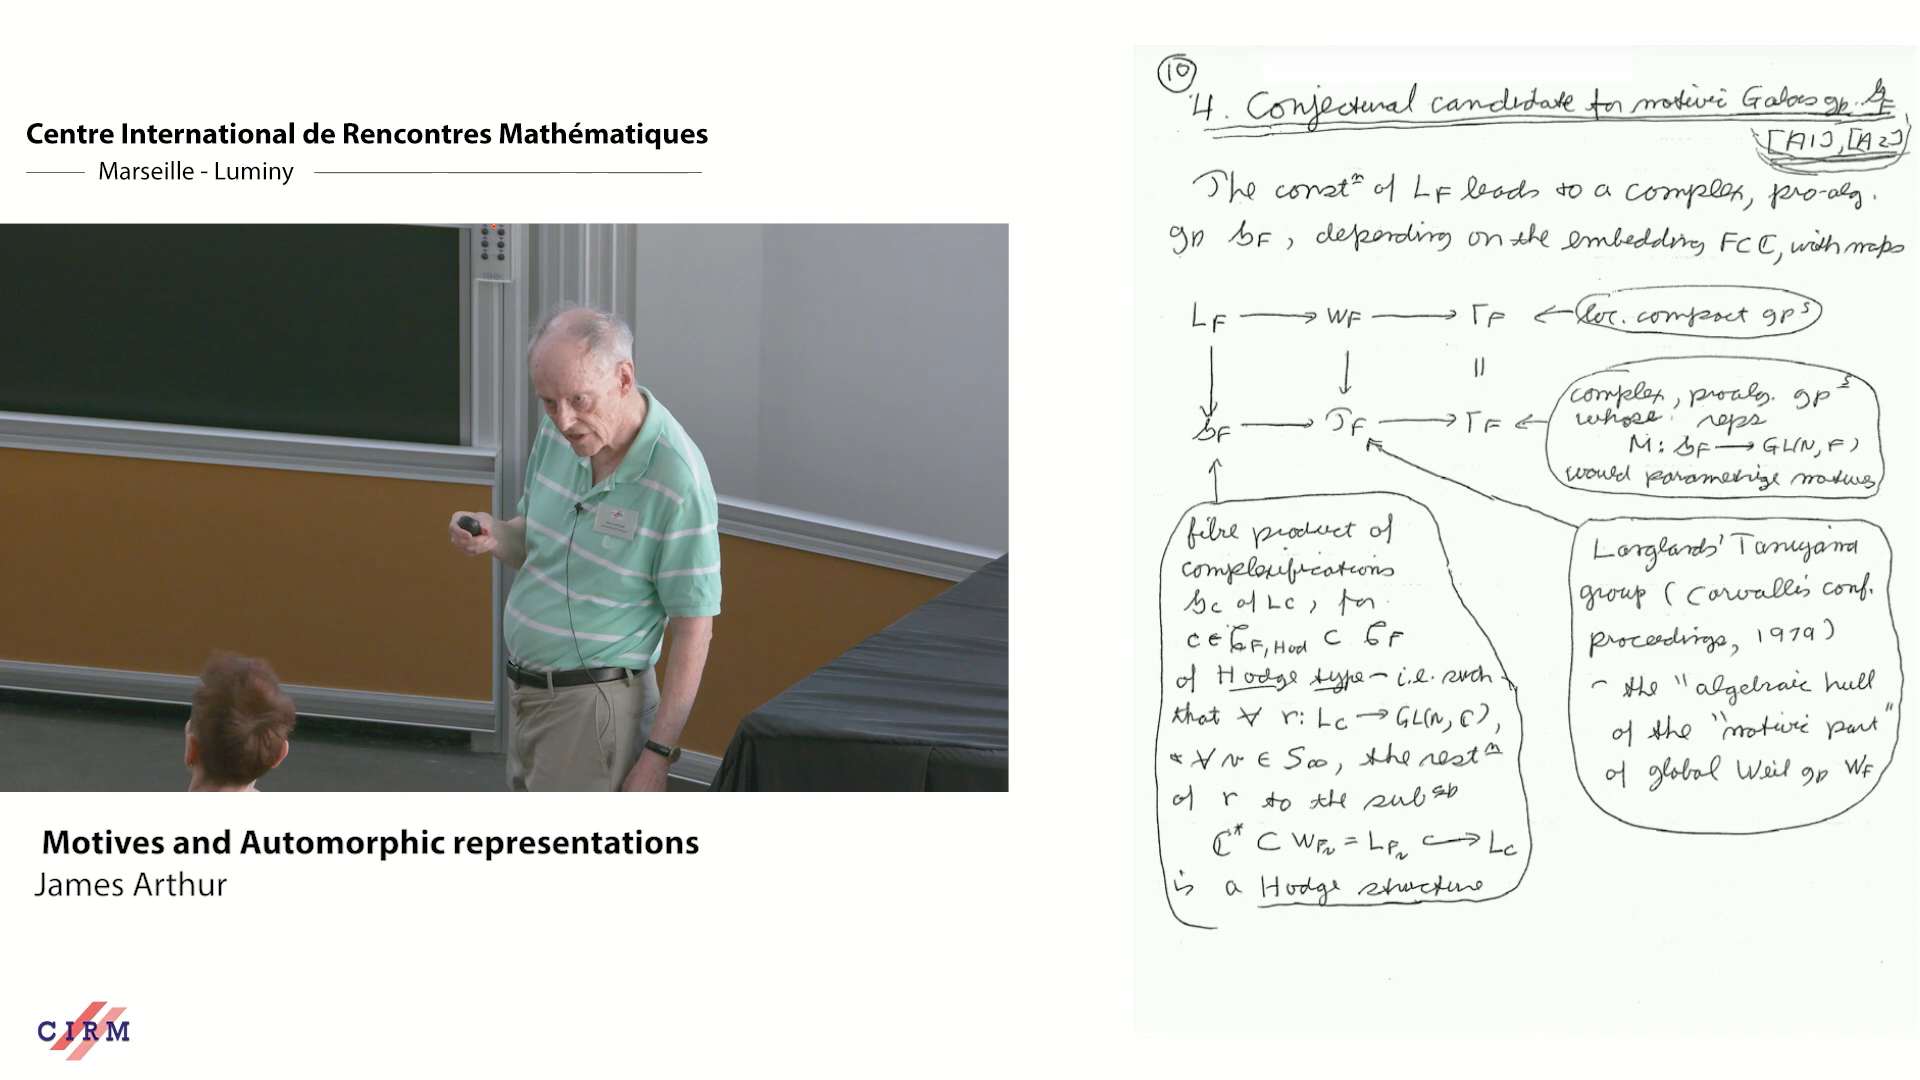 Centre International de Rencontres Mathématiques
Marseille - Luminy
Motives and Automorphic representations
James Arthur
CIRM
10
4. Conjectural candidate for motivic Galois gp. 𝒢F
[A1], [A2]
The constⁿ of LF leads to a complex, pro-alg.
gp 𝒢F, depending on the embedding F⊂ℂ, with maps
LF → WF → ΓF ← loc. compact gpˢ
↓ ↓ ||
𝒢F → 𝒯F → ΓF ←
complex, proalg. gpˢ
whose reps
M: 𝒢F → GL(N, F)
would parametrize motives
fibre product of
complexifications
𝒢c of Lc, for
c ∈ 𝒞F,Hod ⊂ 𝒞F
of Hodge type - i.e. such
that ∀ r: Lc → GL(N, ℂ),
+ ∀ v ∈ S∞, the restⁿ
of r to the subgp
ℂ* ⊂ WFv = LFv ↪ Lc
is a Hodge structure
Langlands' Taniyama
group (Corvallis conf.
proceedings, 1979)
- the "algebraic hull
of the "motivic part"
of global Weil gp WF